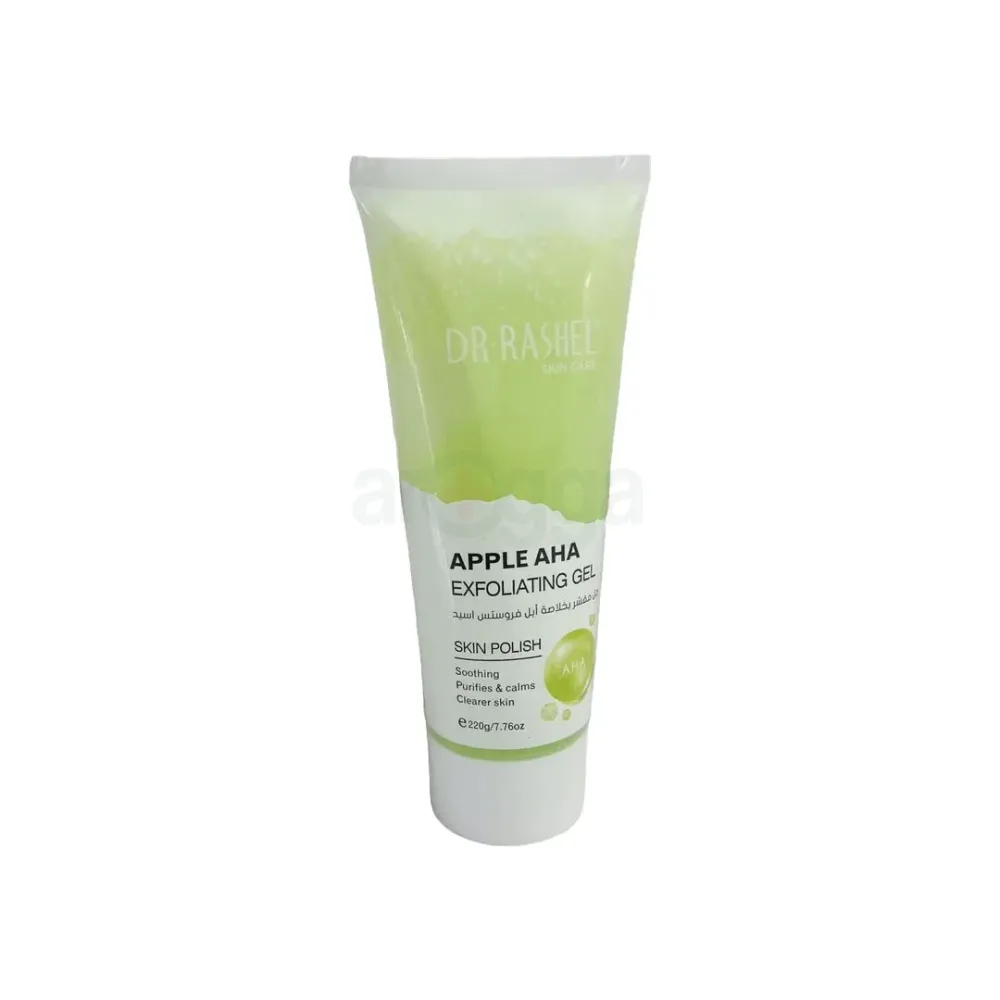 DR·RASHEL
SKIN CARE
arogga
APPLE AHA
EXFOLIATING GEL
جل مقشر بخلاصة أبل فروستس اسيد
SKIN POLISH
AHA
Soothing
Purifies & calms
Clearer skin
℮220g/7.76oz